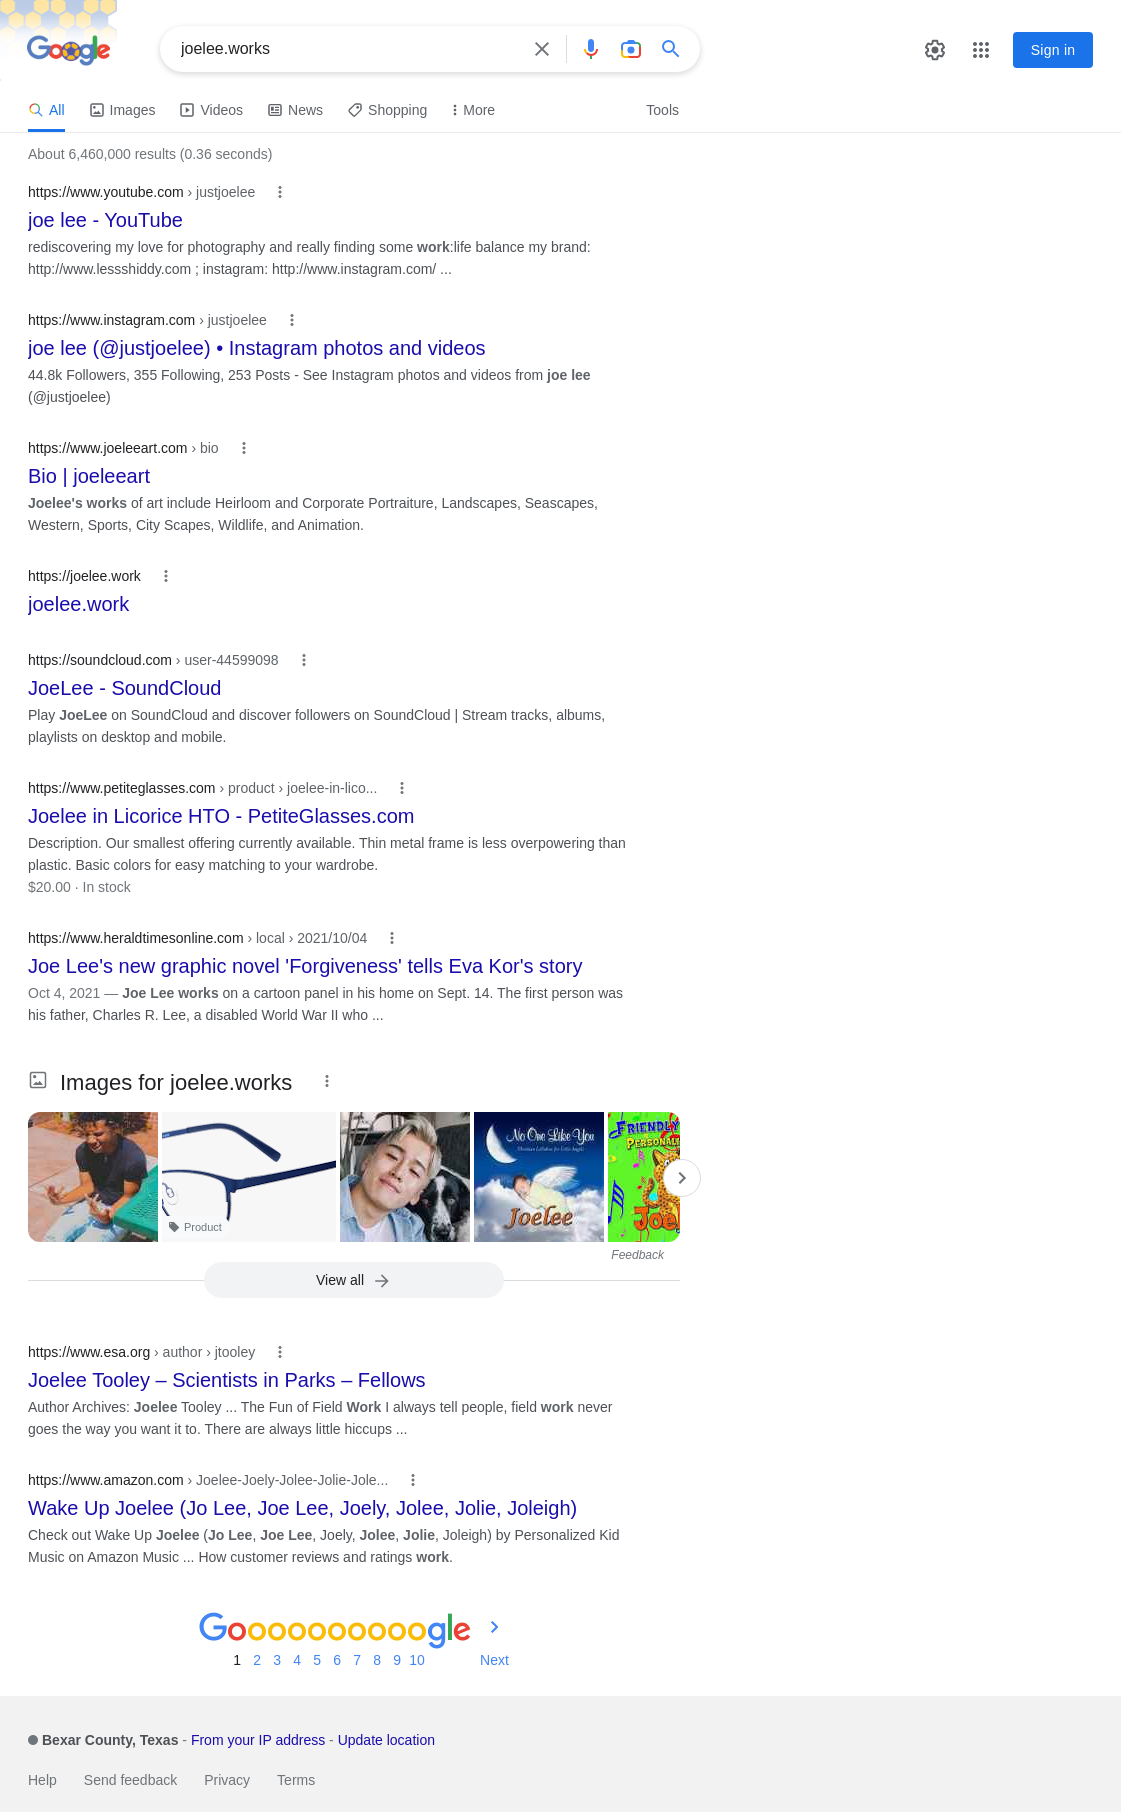 Google
joelee.works
Sign in
All
Images
Videos
News
Shopping
More
Tools
About 6,460,000 results (0.36 seconds)
https://www.youtube.com › justjoelee
joe lee - YouTube
rediscovering my love for photography and really finding some work:life balance my brand:
http://www.lessshiddy.com ; instagram: http://www.instagram.com/ ...
https://www.instagram.com › justjoelee
joe lee (@justjoelee) • Instagram photos and videos
44.8k Followers, 355 Following, 253 Posts - See Instagram photos and videos from joe lee
(@justjoelee)
https://www.joeleeart.com › bio
Bio | joeleeart
Joelee's works of art include Heirloom and Corporate Portraiture, Landscapes, Seascapes,
Western, Sports, City Scapes, Wildlife, and Animation.
https://joelee.work
joelee.work
https://soundcloud.com › user-44599098
JoeLee - SoundCloud
Play JoeLee on SoundCloud and discover followers on SoundCloud | Stream tracks, albums,
playlists on desktop and mobile.
https://www.petiteglasses.com › product › joelee-in-lico...
Joelee in Licorice HTO - PetiteGlasses.com
Description. Our smallest offering currently available. Thin metal frame is less overpowering than
plastic. Basic colors for easy matching to your wardrobe.
$20.00 · In stock
https://www.heraldtimesonline.com › local › 2021/10/04
Joe Lee's new graphic novel 'Forgiveness' tells Eva Kor's story
Oct 4, 2021 — Joe Lee works on a cartoon panel in his home on Sept. 14. The first person was
his father, Charles R. Lee, a disabled World War II who ...
Images for joelee.works
Product
No One Like You
Joelee
FRIENDLY
Joe
Feedback
View all
https://www.esa.org › author › jtooley
Joelee Tooley – Scientists in Parks – Fellows
Author Archives: Joelee Tooley ... The Fun of Field Work I always tell people, field work never
goes the way you want it to. There are always little hiccups ...
https://www.amazon.com › Joelee-Joely-Jolee-Jolie-Jole...
Wake Up Joelee (Jo Lee, Joe Lee, Joely, Jolee, Jolie, Joleigh)
Check out Wake Up Joelee (Jo Lee, Joe Lee, Joely, Jolee, Jolie, Joleigh) by Personalized Kid
Music on Amazon Music ... How customer reviews and ratings work.
Goooooooooogle
1 2 3 4 5 6 7 8 9 10 Next
Bexar County, Texas - From your IP address - Update location
Help Send feedback Privacy Terms